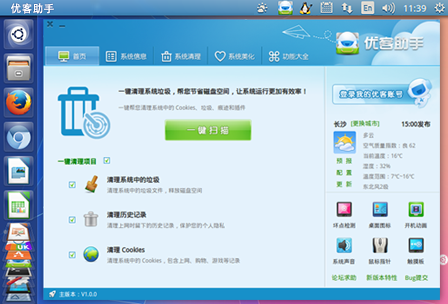 优客助手
En
11:39
优客助手
首页
系统信息
系统清理
系统美化
功能大全
一键清理系统垃圾，帮您节省磁盘空间，让系统运行更加有效率！
一键帮您清理系统中的 Cookies、垃圾、痕迹和插件
一键扫描
一键清理项目
清理系统中的垃圾
清理系统中的垃圾文件，释放磁盘空间
清理历史记录
清理上网时留下的历史记录，保护您的个人隐私
清理 Cookies
清理系统中的 Cookies，包含上网、购物、游戏等记录
登录我的优客账号
长沙 [更换城市] 15:00发布
多云
空气质量指数：良 62
当前温度：16℃
湿度：32%
温度范围：7℃~16℃
东北风2级
预报
配置
更新
坏点检测
桌面图标
开机动画
系统声音
鼠标指针
触摸板
论坛求助
新版本特性
Bug提交
主版本：V1.0.0